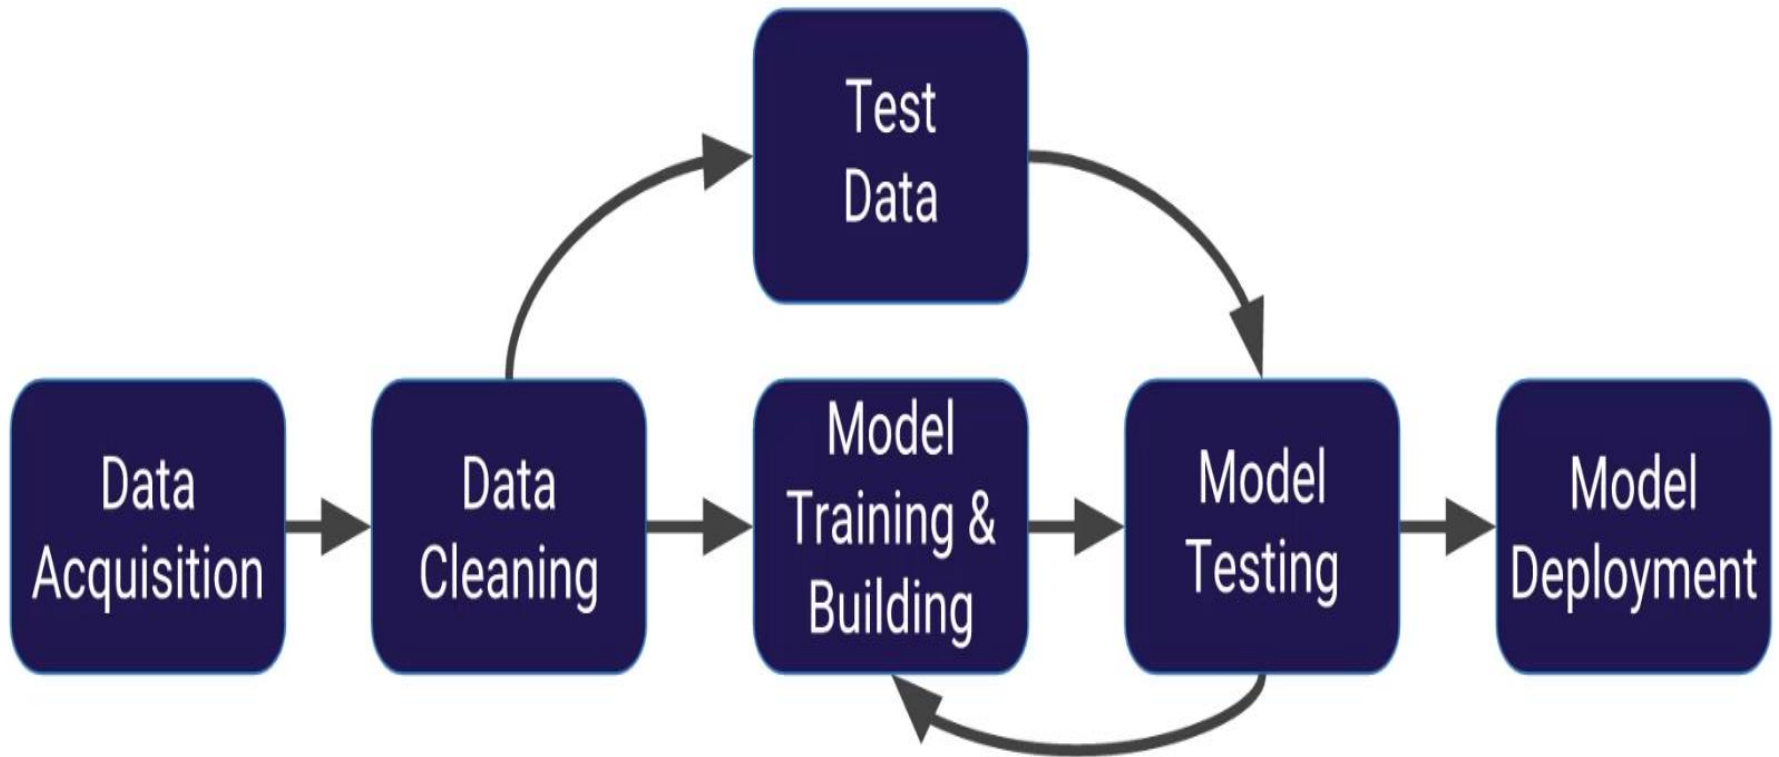 Test
Data
Data
Acquisition
Data
Cleaning
Model
Training &
Building
Model
Testing
Model
Deployment